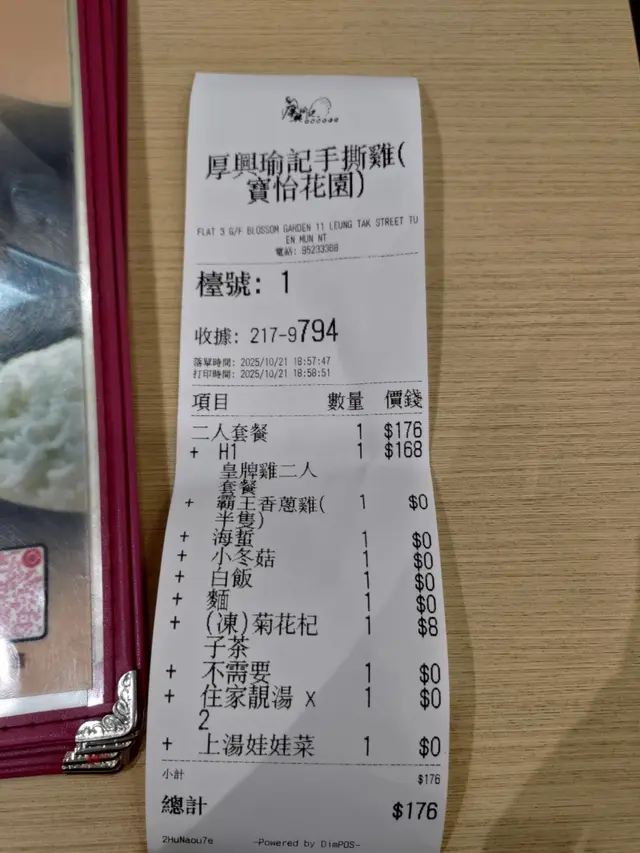 厚興瑜記手撕雞(
寶怡花園)
FLAT 3 G/F BLOSSOM GARDEN 11 LEUNG TAK STREET TU
EN MUN NT
電話: 95233368
檯號: 1
收據: 217-9794
落單時間: 2025/10/21 18:57:47
打印時間: 2025/10/21 18:58:51
項目 數量 價錢
二人套餐 1 $176
+ H1 1 $168
皇牌雞二人
套餐
+ 霸王香蔥雞( 1 $0
半隻)
+ 海蜇 1 $0
+ 小冬菇 1 $0
+ 白飯 1 $0
+ 麵 1 $0
+ (凍)菊花杞 1 $8
子茶
+ 不需要 1 $0
+ 住家靚湯 x 1 $0
2
+ 上湯娃娃菜 1 $0
小計 $176
總計 $176
2HuNaou7e -Powered by DimPOS-